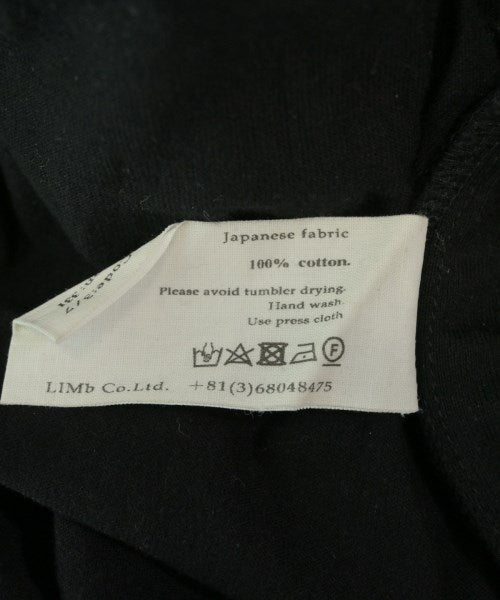 Japanese fabric
100% cotton.
Please avoid tumbler drying.
Hand wash.
Use press cloth
F
LIMb Co.Ltd. +81(3)68048475